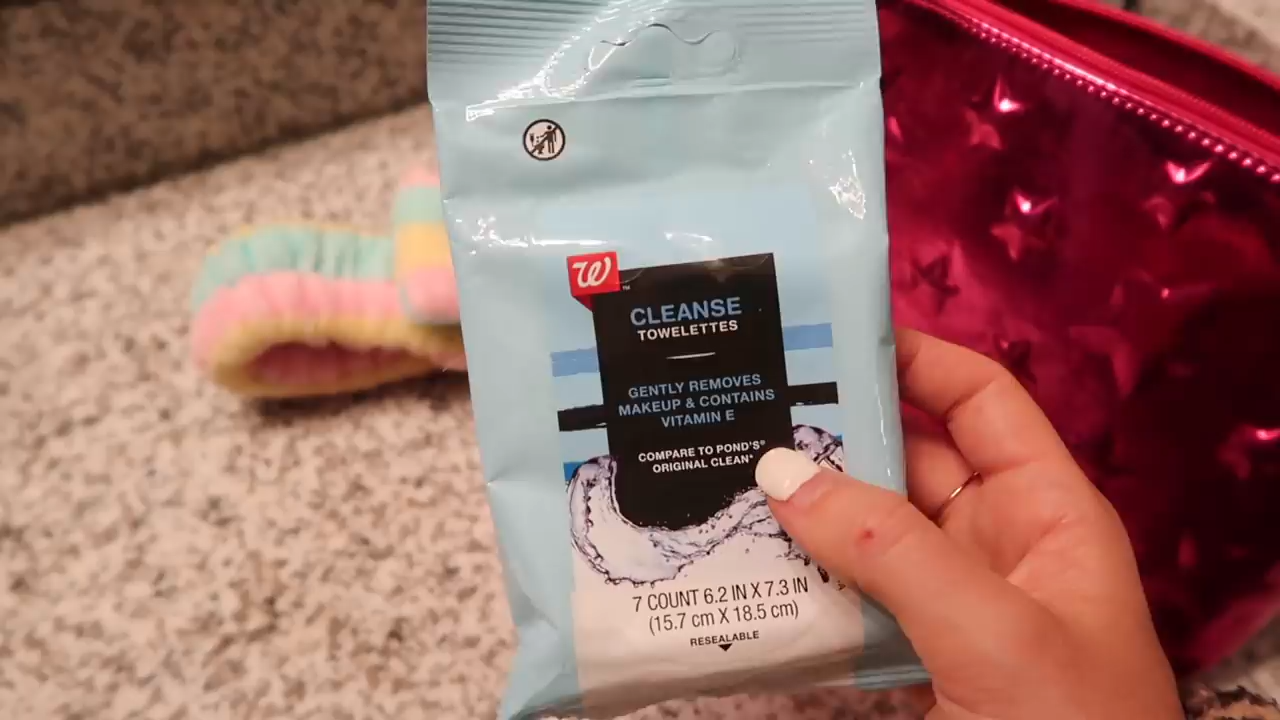 W
CLEANSE
TOWELETTES
GENTLY REMOVES
MAKEUP & CONTAINS
VITAMIN E
COMPARE TO POND'S®
ORIGINAL CLEAN*
7 COUNT 6.2 IN X 7.3 IN
(15.7 cm X 18.5 cm)
RESEALABLE